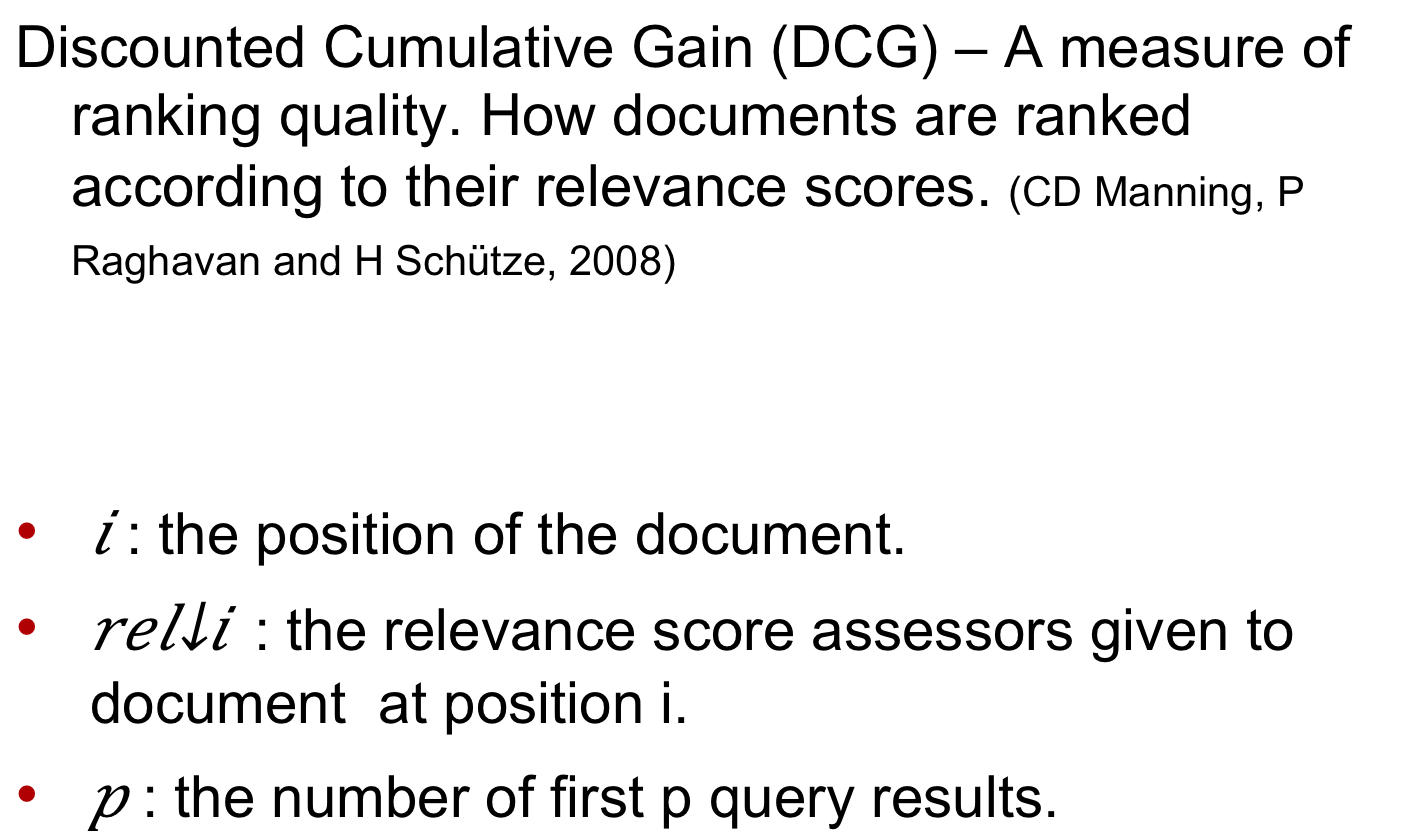 Discounted Cumulative Gain (DCG) – A measure of
ranking quality. How documents are ranked
according to their relevance scores. (CD Manning, P
Raghavan and H Schütze, 2008)
• i : the position of the document.
• rel↓i : the relevance score assessors given to
document at position i.
• p : the number of first p query results.